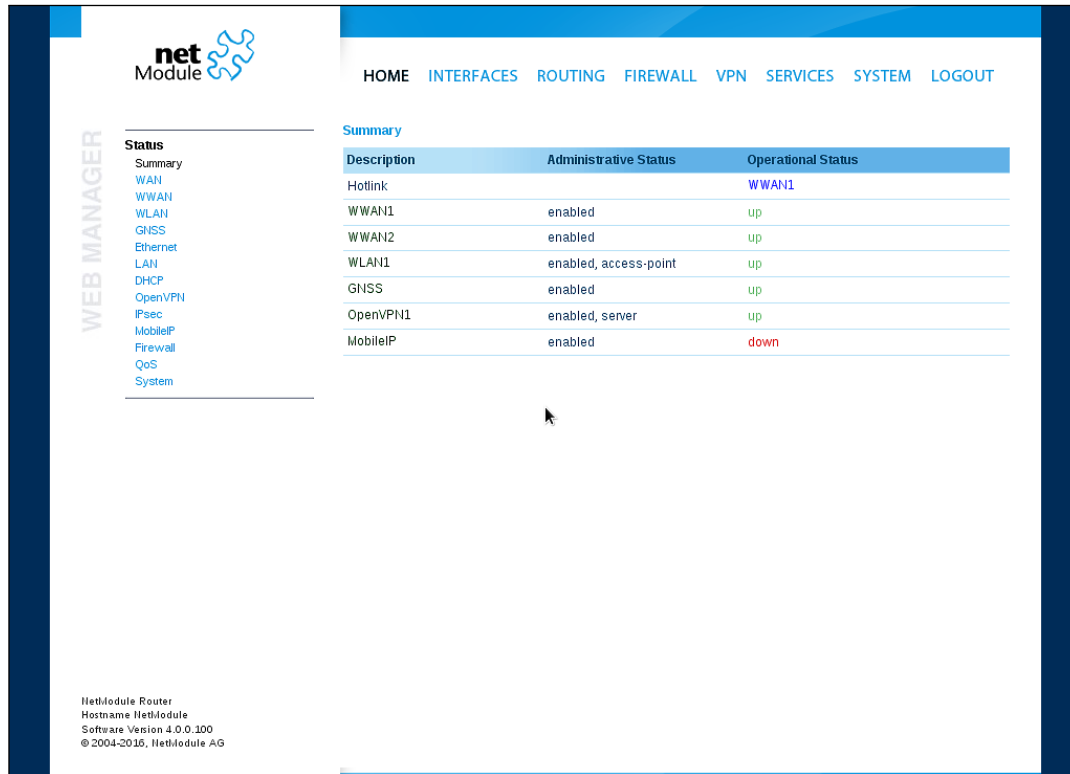 net
Module
HOME INTERFACES ROUTING FIREWALL VPN SERVICES SYSTEM LOGOUT
WEB MANAGER
Status
Summary
WAN
WWAN
WLAN
GNSS
Ethernet
LAN
DHCP
OpenVPN
IPsec
MobileIP
Firewall
QoS
System
Summary
Description Administrative Status Operational Status
Hotlink WWAN1
WWAN1 enabled up
WWAN2 enabled up
WLAN1 enabled, access-point up
GNSS enabled up
OpenVPN1 enabled, server up
MobileIP enabled down
NetModule Router
Hostname NetModule
Software Version 4.0.0.100
© 2004-2016, NetModule AG